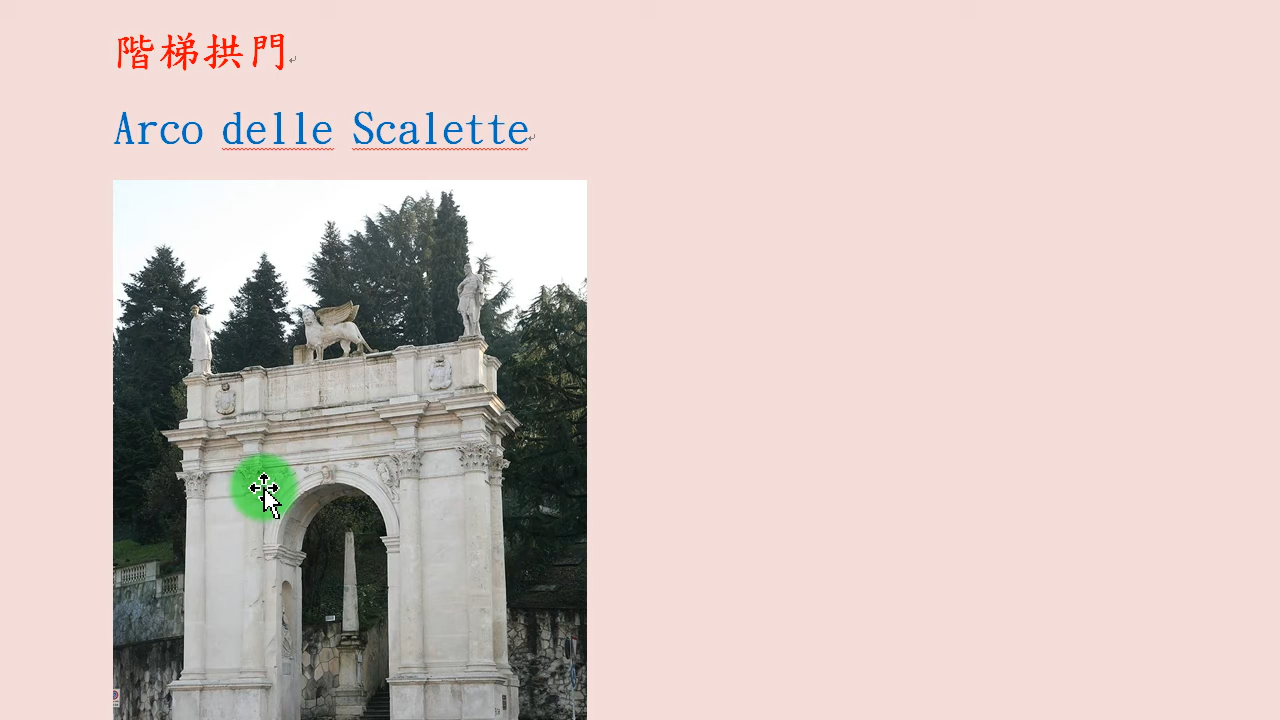 階梯拱門
Arco delle Scalette